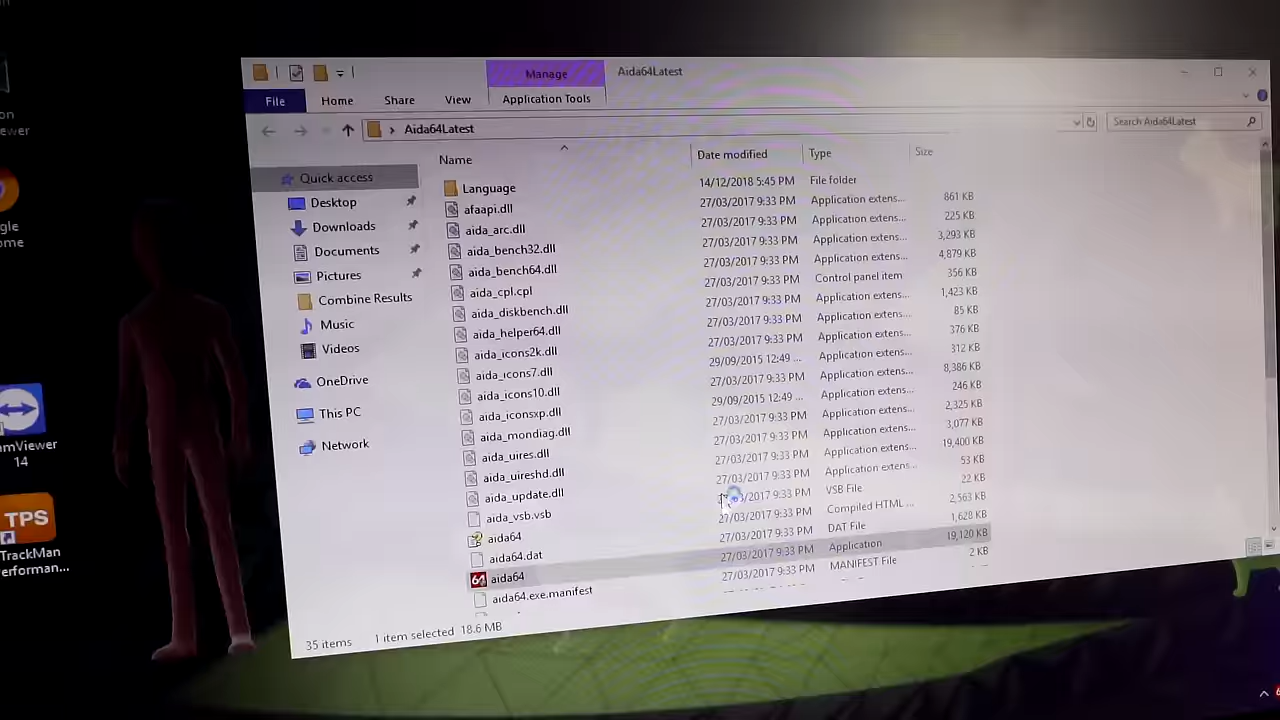 Manage
Aida64Latest
File
Home
Share
View
Application Tools
Aida64Latest
Search Aida64Latest
Name
Date modified
Type
Size
Quick access
Desktop
Downloads
Documents
Pictures
Combine Results
Music
Videos
OneDrive
This PC
Network
Language
afaapi.dll
aida_arc.dll
aida_bench32.dll
aida_bench64.dll
aida_cpl.cpl
aida_diskbench.dll
aida_helper64.dll
aida_icons2k.dll
aida_icons7.dll
aida_icons10.dll
aida_iconsxp.dll
aida_mondiag.dll
aida_uires.dll
aida_uireshd.dll
aida_update.dll
aida_vsb.vsb
aida64
aida64.dat
64 aida64
aida64.exe.manifest
14/12/2018 5:45 PM
27/03/2017 9:33 PM
27/03/2017 9:33 PM
27/03/2017 9:33 PM
27/03/2017 9:33 PM
27/03/2017 9:33 PM
27/03/2017 9:33 PM
27/03/2017 9:33 PM
27/03/2017 9:33 PM
29/09/2015 12:49 ...
27/03/2017 9:33 PM
29/09/2015 12:49 ...
27/03/2017 9:33 PM
27/03/2017 9:33 PM
27/03/2017 9:33 PM
27/03/2017 9:33 PM
9:33 PM
27/03/2017 9:33 PM
27/03/2017 9:33 PM
27/03/2017 9:33 PM
27/03/2017 9:33 PM
File folder
Application extens...
Application extens...
Application extens...
Application extens...
Control panel item
Application extens...
Application extens...
Application extens...
Application extens...
Application extens...
Application extens...
Application extens...
Application extens...
Application extens...
Application extens...
VSB File
Compiled HTML ...
DAT File
Application
MANIFEST File
861 KB
225 KB
3,293 KB
4,879 KB
356 KB
1,423 KB
85 KB
376 KB
312 KB
8,386 KB
246 KB
2,325 KB
3,077 KB
19,400 KB
53 KB
22 KB
2,563 KB
1,628 KB
19,120 KB
2 KB
35 items
1 item selected 18.6 MB
on
ewer
gle
ome
amViewer
14
TPS
TrackMan
erforman...